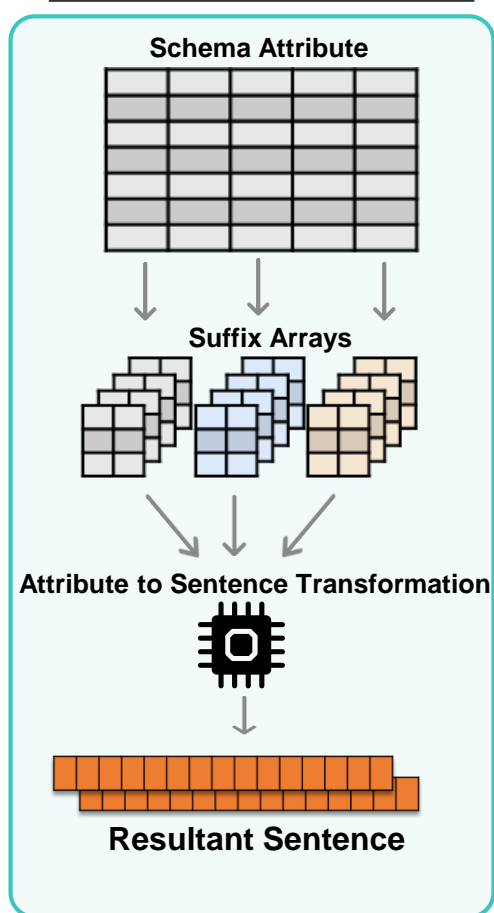 Schema Attribute
Suffix Arrays
Attribute to Sentence Transformation
Resultant Sentence